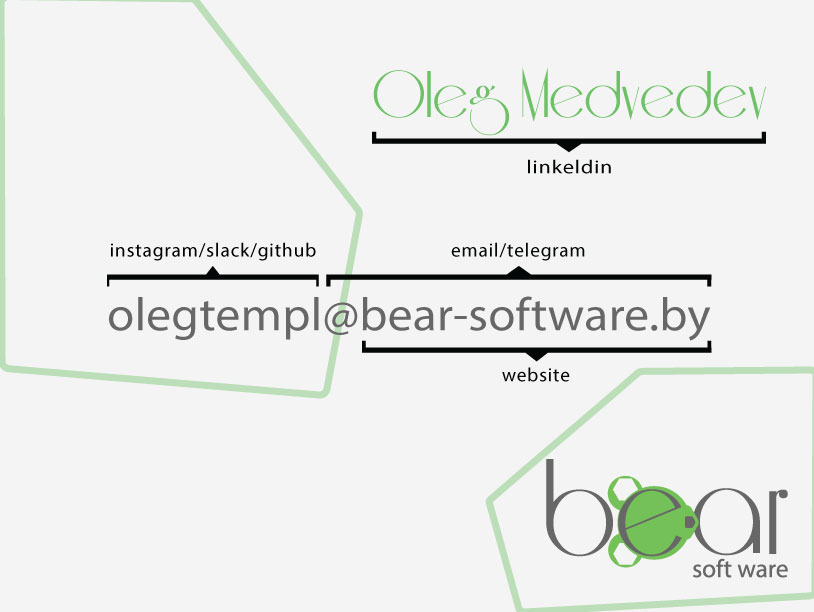 Oleg Medvedev
linkeldin
instagram/slack/github email/telegram
olegtempl@bear-software.by
website
bear
soft ware